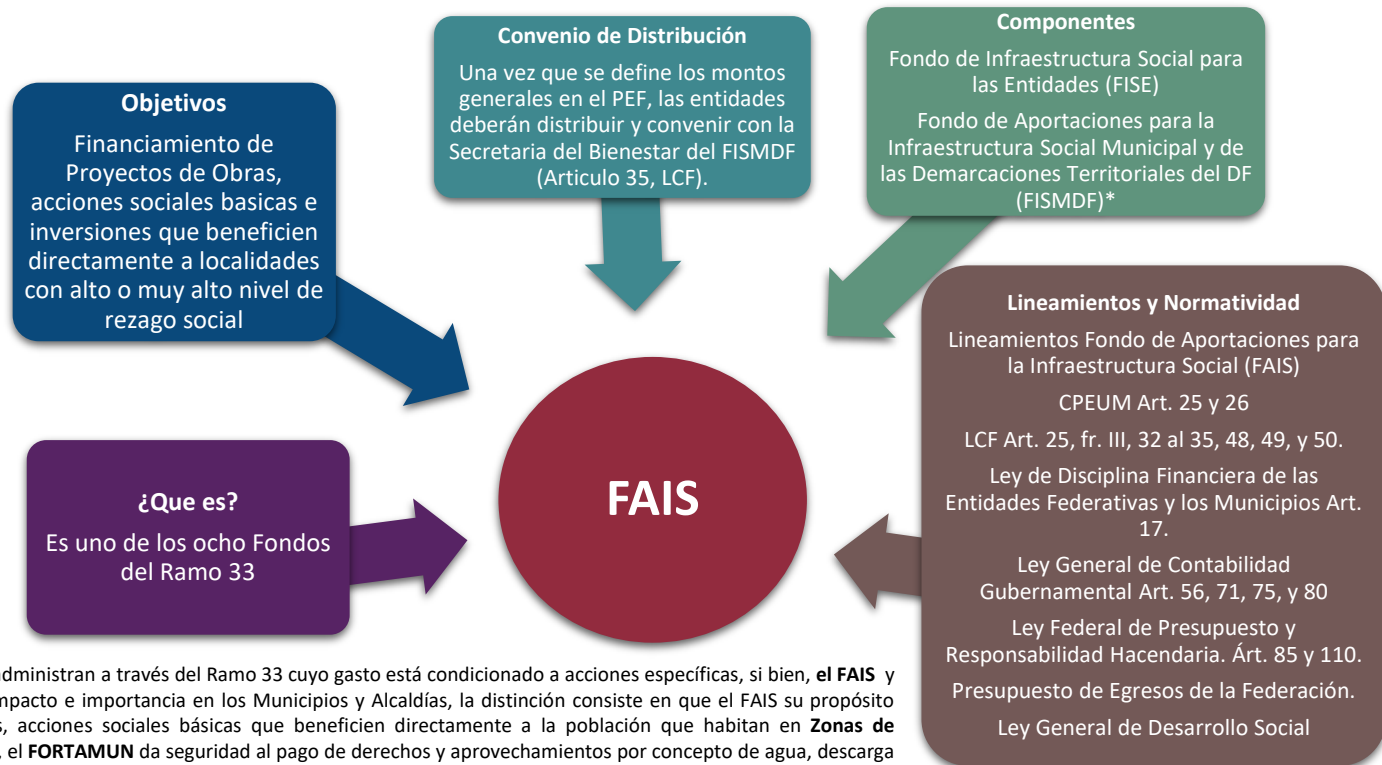 Objetivos
Financiamiento de
Proyectos de Obras,
acciones sociales basicas e
inversiones que beneficien
directamente a localidades
con alto o muy alto nivel de
rezago social
Convenio de Distribución
Una vez que se define los montos
generales en el PEF, las entidades
deberán distribuir y convenir con la
Secretaria del Bienestar del FISMDF
(Articulo 35, LCF).
Componentes
Fondo de Infraestructura Social para
las Entidades (FISE)
Fondo de Aportaciones para la
Infraestructura Social Municipal y de
las Demarcaciones Territoriales del DF
(FISMDF)*
¿Que es?
Es uno de los ocho Fondos
del Ramo 33
FAIS
Lineamientos y Normatividad
Lineamientos Fondo de Aportaciones para
la Infraestructura Social (FAIS)
CPEUM Art. 25 y 26
LCF Art. 25, fr. III, 32 al 35, 48, 49, y 50.
Ley de Disciplina Financiera de las
Entidades Federativas y los Municipios Art.
17.
Ley General de Contabilidad
Gubernamental Art. 56, 71, 75, y 80
Ley Federal de Presupuesto y
Responsabilidad Hacendaria. Árt. 85 y 110.
Presupuesto de Egresos de la Federación.
Ley General de Desarrollo Social
administran a través del Ramo 33 cuyo gasto está condicionado a acciones específicas, si bien, el FAIS y
impacto e importancia en los Municipios y Alcaldías, la distinción consiste en que el FAIS su propósito
acciones sociales básicas que beneficien directamente a la población que habitan en Zonas de
el FORTAMUN da seguridad al pago de derechos y aprovechamientos por concepto de agua, descarga